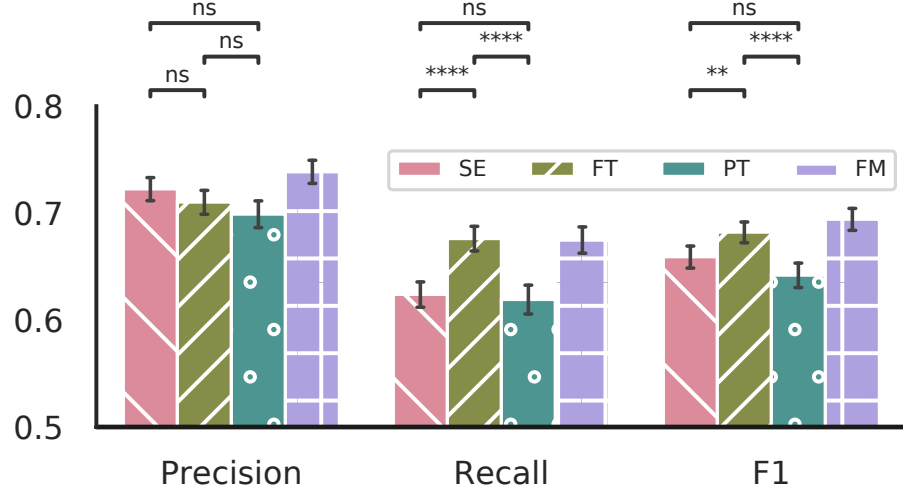 ns ns ns
ns **** ****
ns **** **
0.8
SE FT PT FM
0.7
0.6
0.5
Precision Recall F1